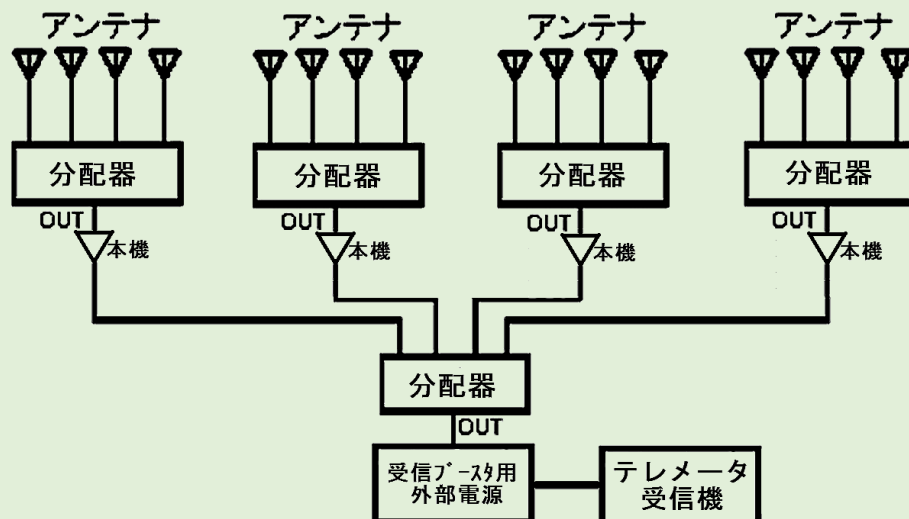 アンテナ アンテナ アンテナ アンテナ
分配器 分配器 分配器 分配器
OUT OUT OUT OUT
本機 本機 本機 本機
分配器
OUT
受信ﾌﾞｰｽﾀ用
外部電源
テレメータ
受信機